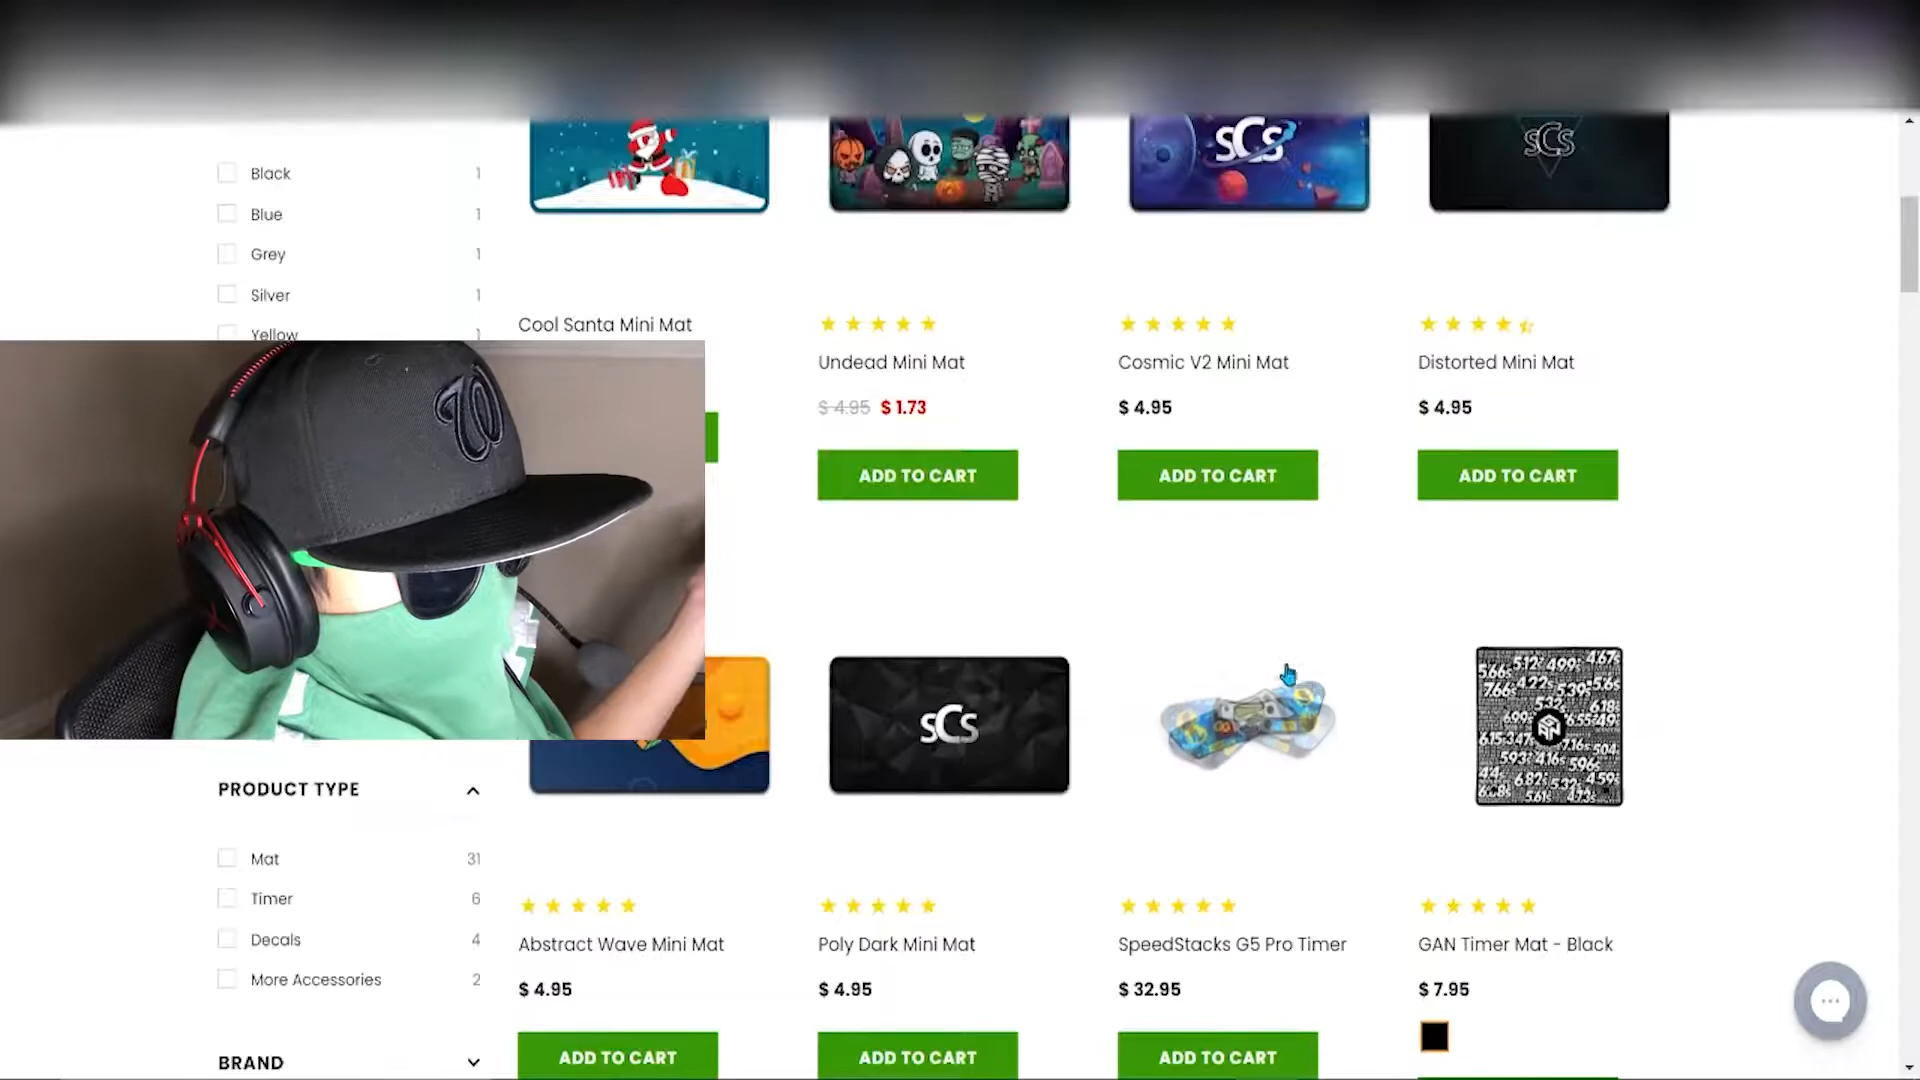 Black 1
Blue 1
Grey 1
Silver 1
Yellow 1
sCs
sCs
Cool Santa Mini Mat
Undead Mini Mat
$ 4.95 $ 1.73
ADD TO CART
Cosmic V2 Mini Mat
$ 4.95
ADD TO CART
Distorted Mini Mat
$ 4.95
ADD TO CART
W
sCs
PRODUCT TYPE
Mat 31
Timer 6
Decals 4
More Accessories 2
BRAND
Abstract Wave Mini Mat
$ 4.95
ADD TO CART
Poly Dark Mini Mat
$ 4.95
ADD TO CART
SpeedStacks G5 Pro Timer
$ 32.95
ADD TO CART
GAN Timer Mat - Black
$ 7.95